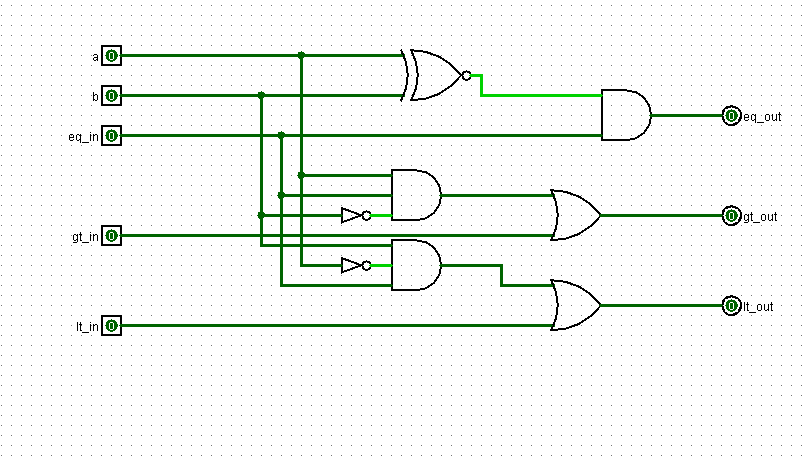 a 0
b 0
eq_in 0
gt_in 0
lt_in 0
0 eq_out
0 gt_out
0 lt_out